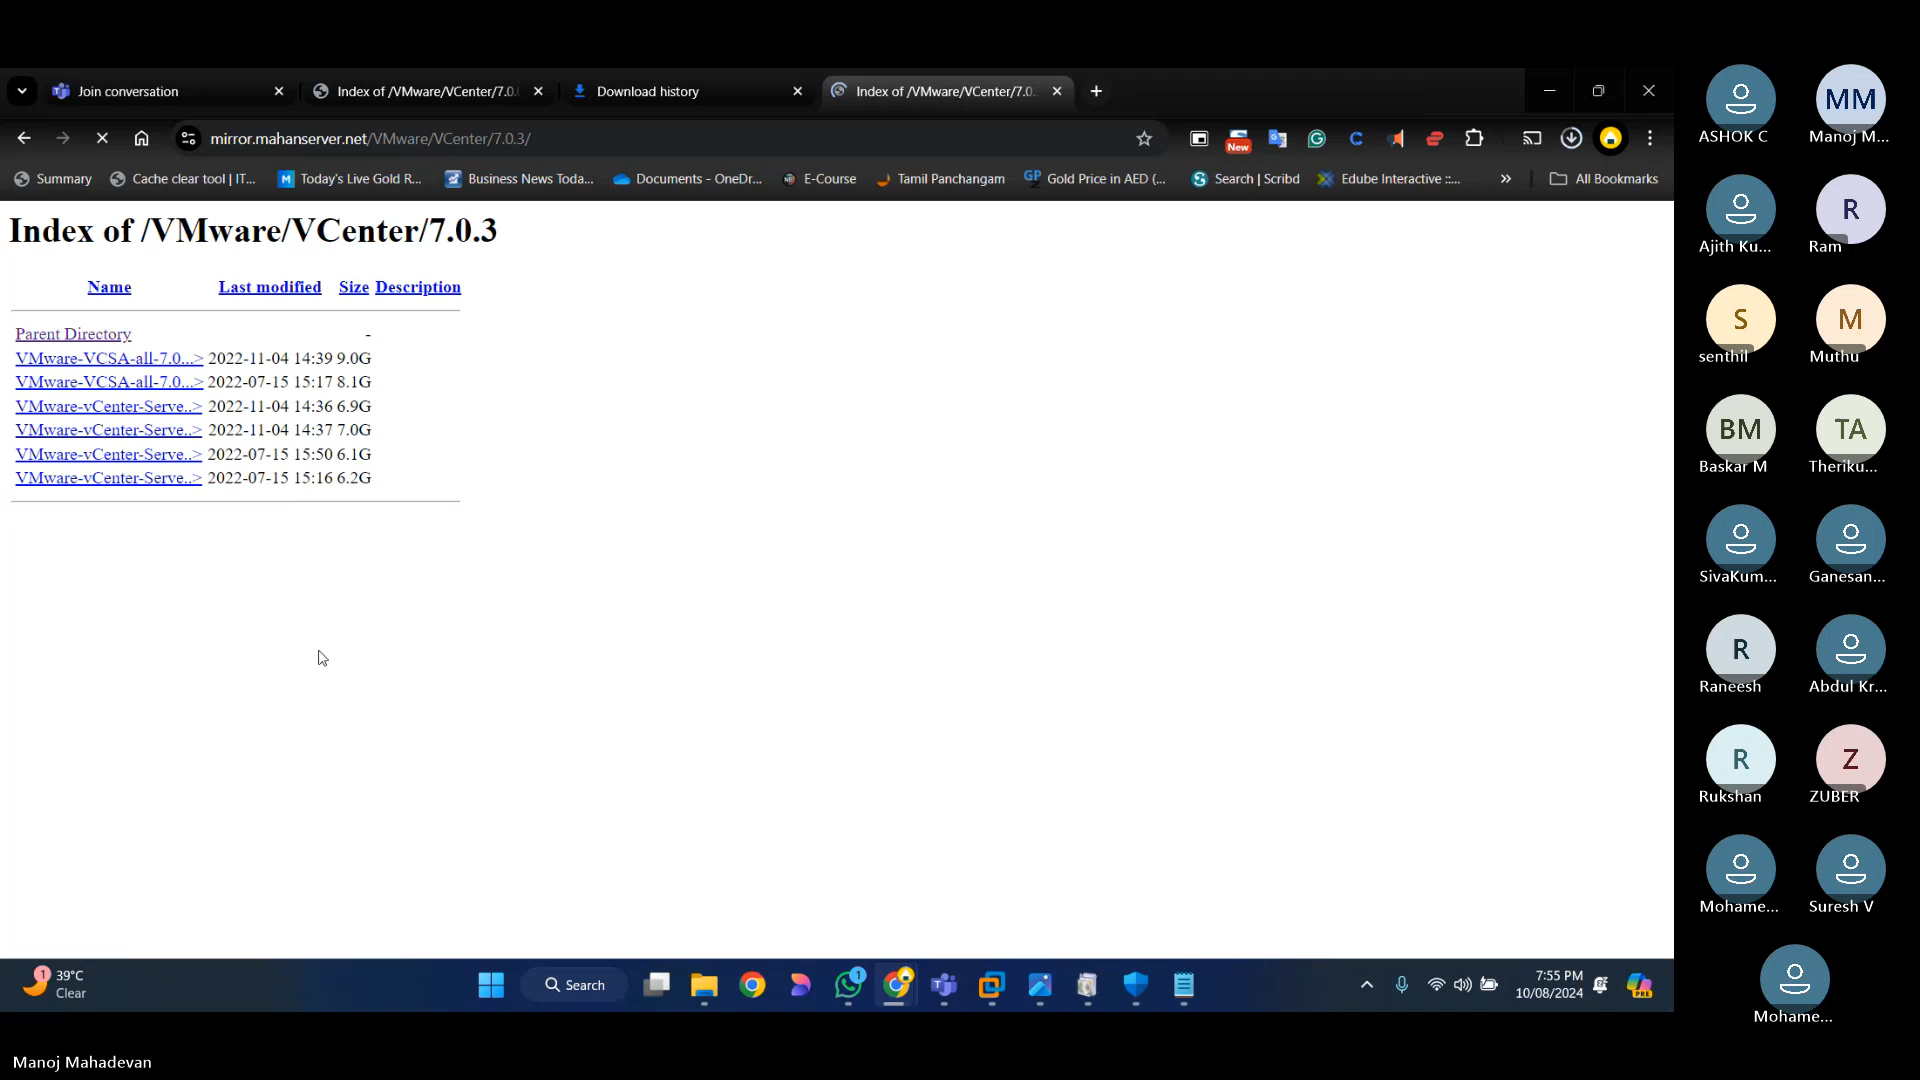 Join conversation
Index of /VMware/VCenter/7.0.
Download history
Index of /VMware/VCenter/7.0.
mirror.mahanserver.net/VMware/VCenter/7.0.3/
New
Summary
Cache clear tool | IT...
M Today's Live Gold R...
Business News Toda...
Documents - OneDr...
E-Course
Tamil Panchangam
GP Gold Price in AED (...
Search | Scribd
Edube Interactive ::...
»
All Bookmarks
Index of /VMware/VCenter/7.0.3
Name Last modified Size Description
Parent Directory -
VMware-VCSA-all-7.0...> 2022-11-04 14:39 9.0G
VMware-VCSA-all-7.0...> 2022-07-15 15:17 8.1G
VMware-vCenter-Serve..> 2022-11-04 14:36 6.9G
VMware-vCenter-Serve..> 2022-11-04 14:37 7.0G
VMware-vCenter-Serve..> 2022-07-15 15:50 6.1G
VMware-vCenter-Serve..> 2022-07-15 15:16 6.2G
ASHOK C
MM
Manoj M...
Ajith Ku...
R
Ram
S
senthil
M
Muthu
BM
Baskar M
TA
Theriku...
SivaKum...
Ganesan...
R
Raneesh
Abdul Kr...
R
Rukshan
Z
ZUBER
Mohame...
Suresh V
Mohame...
1
39°C
Clear
Search
1
7:55 PM
10/08/2024
PRE
Manoj Mahadevan